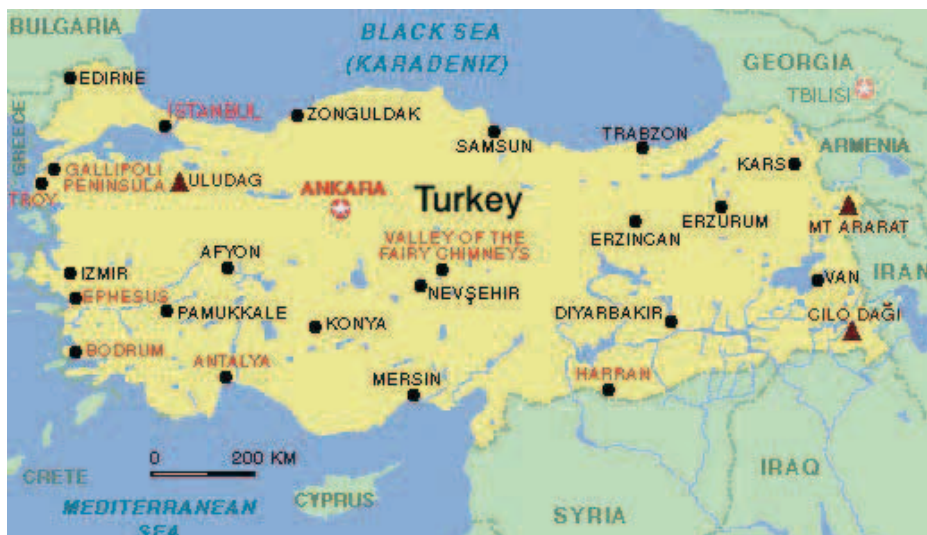 BULGARIA
BLACK SEA
(KARADENIZ)
GEORGIA
TBILISI
EDIRNE
ISTANBUL
ZONGULDAK
SAMSUN
TRABZON
ARMENIA
GREECE
KARS
GALLIPOLI
PENINSULA
ULUDAG
TROY
ANKARA
Turkey
ERZURUM
MT ARARAT
ERZINCAN
VALLEY OF THE
FAIRY CHIMNEYS
AFYON
IZMIR
VAN
IRAN
NEVŞEHIR
EPHESUS
PAMUKKALE
KONYA
DIYARBAKIR
CILO DAĞI
BODRUM
ANTALYA
MERSIN
HARRAN
0 200 KM
CRETE
CYPRUS
IRAQ
MEDITERRANEAN
SEA
SYRIA